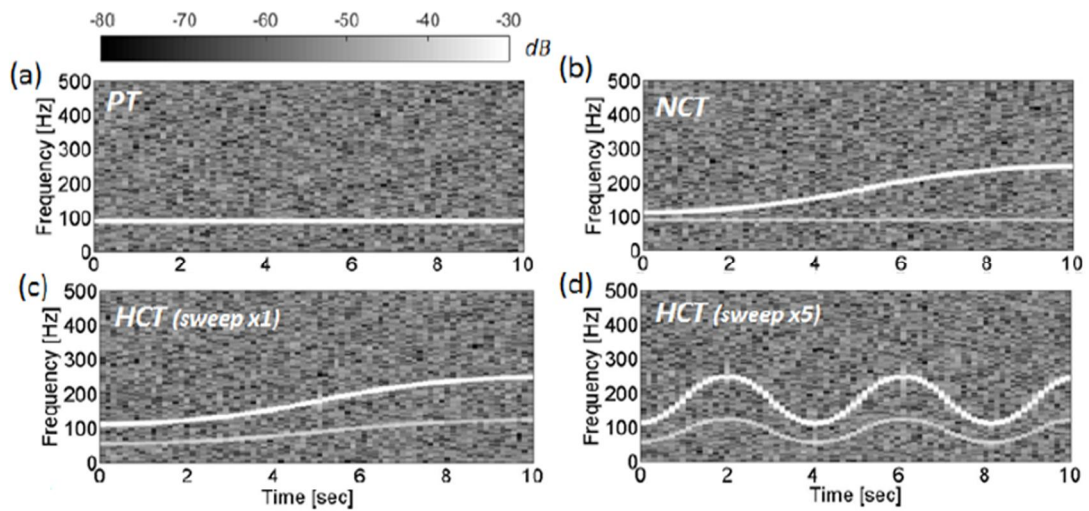 -80 -70 -60 -50 -40 -30
dB
(a)
PT
Frequency [Hz]
500
400
300
200
100
0
0 2 4 6 8 10
(b)
NCT
Frequency [Hz]
500
400
300
200
100
0
0 2 4 6 8 10
(c)
HCT (sweep x1)
Frequency [Hz]
500
400
300
200
100
0
0 2 4 6 8 10
Time [sec]
(d)
HCT (sweep x5)
Frequency [Hz]
500
400
300
200
100
0
0 2 4 6 8 10
Time [sec]